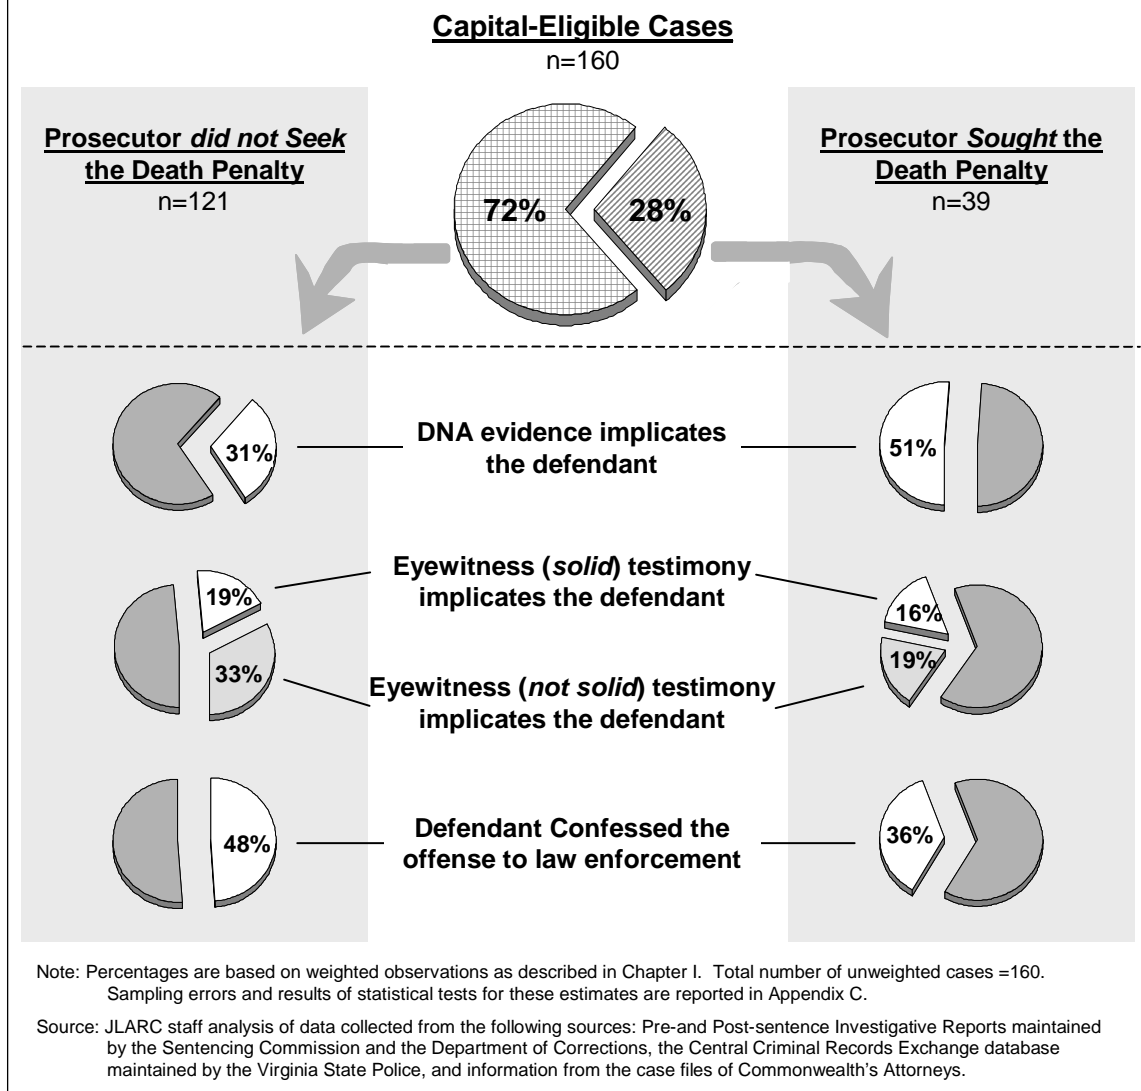 Capital-Eligible Cases
n=160
Prosecutor did not Seek
the Death Penalty
n=121
72%
28%
Prosecutor Sought the
Death Penalty
n=39
31%
DNA evidence implicates
the defendant
51%
19%
33%
Eyewitness (solid) testimony
implicates the defendant
16%
19%
Eyewitness (not solid) testimony
implicates the defendant
48%
Defendant Confessed the
offense to law enforcement
36%
Note: Percentages are based on weighted observations as described in Chapter I. Total number of unweighted cases =160.
Sampling errors and results of statistical tests for these estimates are reported in Appendix C.
Source: JLARC staff analysis of data collected from the following sources: Pre-and Post-sentence Investigative Reports maintained
by the Sentencing Commission and the Department of Corrections, the Central Criminal Records Exchange database
maintained by the Virginia State Police, and information from the case files of Commonwealth's Attorneys.